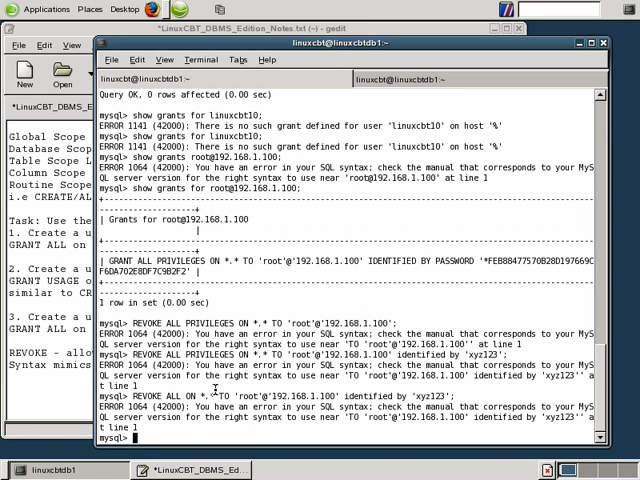 Applications Places Desktop
*LinuxCBT_DBMS_Edition_Notes.txt (~) - gedit
File Edit View
New Open
*LinuxCBT_DBMS_E
Global Scope
Database Scop
Table Scope L
Column Scope
Routine Scope
i.e CREATE/AL
Task: Use the
1. Create a u
GRANT ALL on
2. Create a u
GRANT USAGE o
similar to CR
3. Create a u
GRANT ALL on
REVOKE - allo
Syntax mimics
linuxcbt@linuxcbtdb1:~
File Edit View Terminal Tabs Help
linuxcbt@linuxcbtdb1:~ linuxcbt@linuxcbtdb1:~
Query OK, 0 rows affected (0.00 sec)
mysql> show grants for linuxcbt10;
ERROR 1141 (42000): There is no such grant defined for user 'linuxcbt10' on host '%'
mysql> show grants for linuxcbt10;
ERROR 1141 (42000): There is no such grant defined for user 'linuxcbt10' on host '%'
mysql> show grants root@192.168.1.100;
ERROR 1064 (42000): You have an error in your SQL syntax; check the manual that corresponds to your MyS
QL server version for the right syntax to use near 'root@192.168.1.100' at line 1
mysql> show grants for root@192.168.1.100;
+-----------------------------------------------------------------------------------
-------------------+
| Grants for root@192.168.1.100
|
+-----------------------------------------------------------------------------------
-------------------+
| GRANT ALL PRIVILEGES ON *.* TO 'root'@'192.168.1.100' IDENTIFIED BY PASSWORD '*FEB88477570B28D197669C
F6DA702E8DF7C9B2F2' |
+-----------------------------------------------------------------------------------
-------------------+
1 row in set (0.00 sec)
mysql> REVOKE ALL PRIVILEGES ON *.* TO 'root'@'192.168.1.100';
ERROR 1064 (42000): You have an error in your SQL syntax; check the manual that corresponds to your MyS
QL server version for the right syntax to use near 'TO 'root'@'192.168.1.100'' at line 1
mysql> REVOKE ALL PRIVILEGES ON *.* TO 'root'@'192.168.1.100' identified by 'xyz123';
ERROR 1064 (42000): You have an error in your SQL syntax; check the manual that corresponds to your MyS
QL server version for the right syntax to use near 'TO 'root'@'192.168.1.100' identified by 'xyz123'' a
t line 1
mysql> REVOKE ALL ON *.* TO 'root'@'192.168.1.100' identified by 'xyz123';
ERROR 1064 (42000): You have an error in your SQL syntax; check the manual that corresponds to your MyS
QL server version for the right syntax to use near 'TO 'root'@'192.168.1.100' identified by 'xyz123'' a
t line 1
mysql>
linuxcbtdb1 *LinuxCBT_DBMS_Ed...